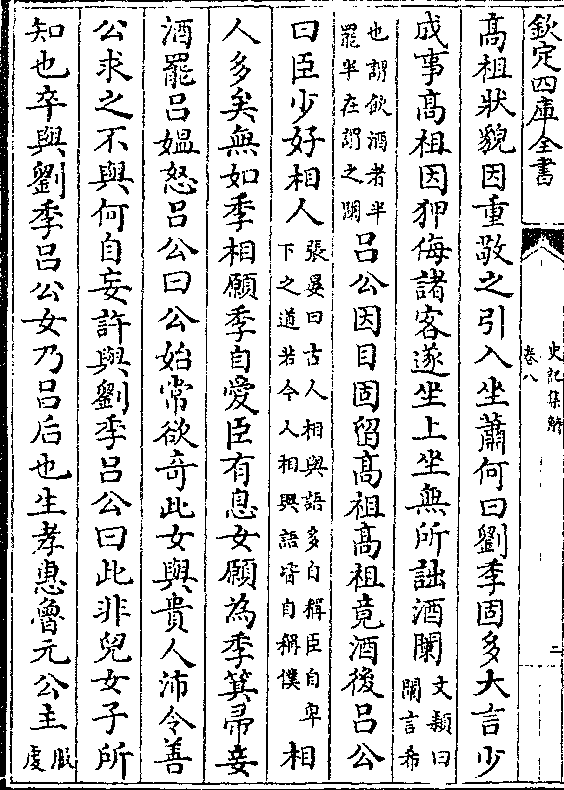 欽定四庫全書
史記集解
卷八
二
高祖狀貌因重敬之引入坐蕭何曰劉季固多大言少
成事高祖因狎侮諸客遂坐上坐無所詘酒闌文穎曰闌言希
也謂飲酒者半罷半在謂之闌呂公因目固留高祖高祖竟酒後呂公
曰臣少好相人張晏曰古人相與語多自稱臣自卑下之道若今人相與語皆自稱僕相
人多矣無如季相願季自愛臣有息女願為季箕帚妾
酒罷呂媼怒呂公曰公始常欲奇此女與貴人沛令善
公求之不與何自妄許與劉季呂公曰此非兒女子所
知也卒與劉季呂公女乃呂后也生孝惠魯元公主服虔